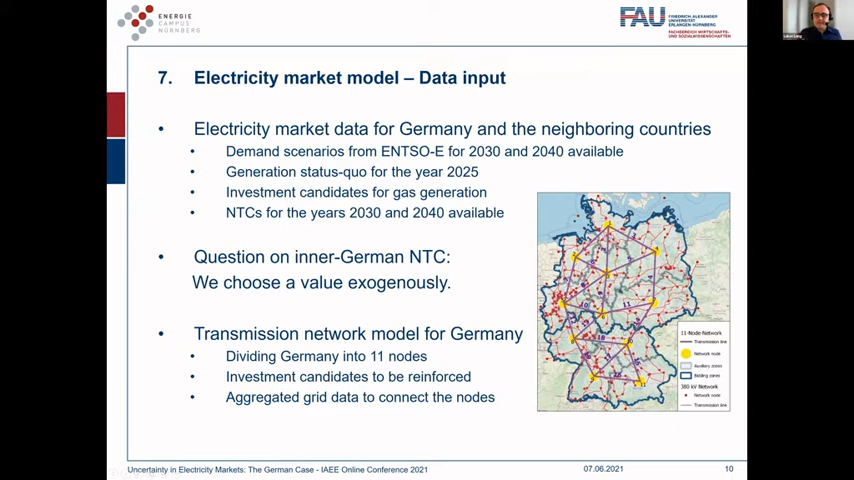 ENERGIE
CAMPUS
NÜRNBERG
FAU
FRIEDRICH-ALEXANDER
UNIVERSITÄT
ERLANGEN-NÜRNBERG
FACHBEREICH WIRTSCHAFTS-
UND SOZIALWISSENSCHAFTEN
7. Electricity market model – Data input
• Electricity market data for Germany and the neighboring countries
• Demand scenarios from ENTSO-E for 2030 and 2040 available
• Generation status-quo for the year 2025
• Investment candidates for gas generation
• NTCs for the years 2030 and 2040 available
• Question on inner-German NTC:
We choose a value exogenously.
• Transmission network model for Germany
• Dividing Germany into 11 nodes
• Investment candidates to be reinforced
• Aggregated grid data to connect the nodes
11-Node Network
Transmission line
Network node
Auxiliary zones
Bidding zones
380 kV Network
Network node
Transmission line
Uncertainty in Electricity Markets: The German Case - IAEE Online Conference 2021
07.06.2021
10